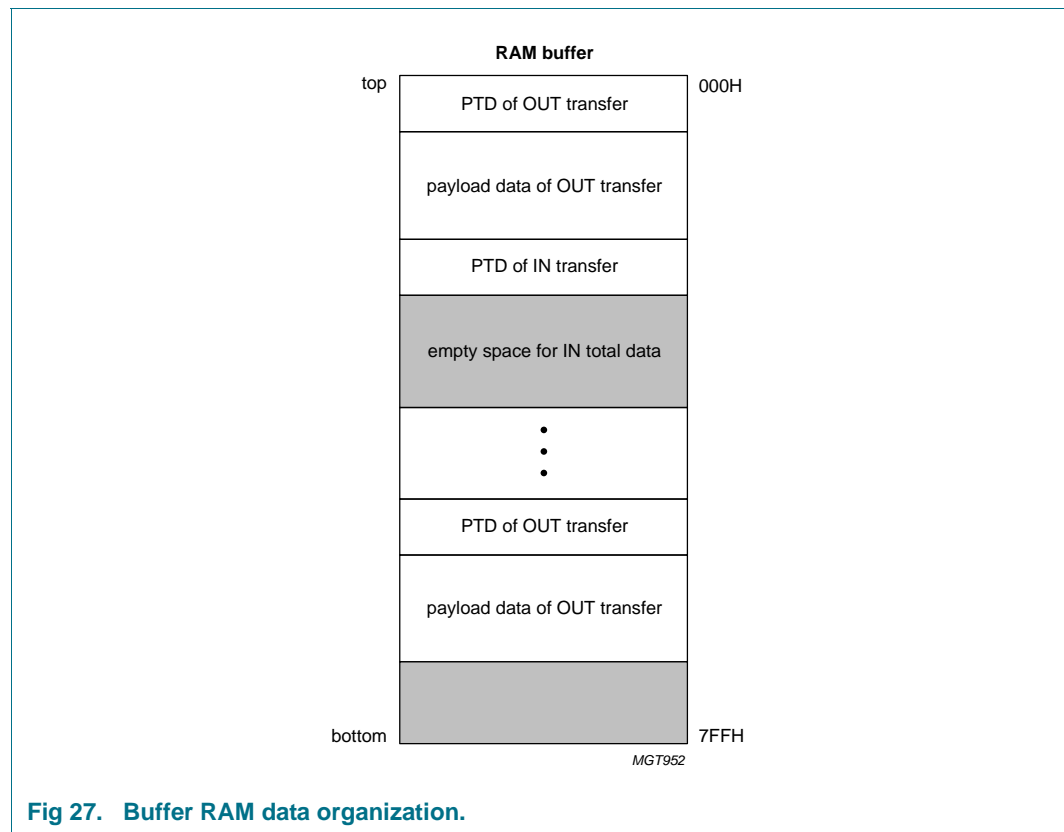 RAM buffer
top
000H
PTD of OUT transfer
payload data of OUT transfer
PTD of IN transfer
empty space for IN total data
PTD of OUT transfer
payload data of OUT transfer
bottom
7FFH
MGT952
Fig 27. Buffer RAM data organization.